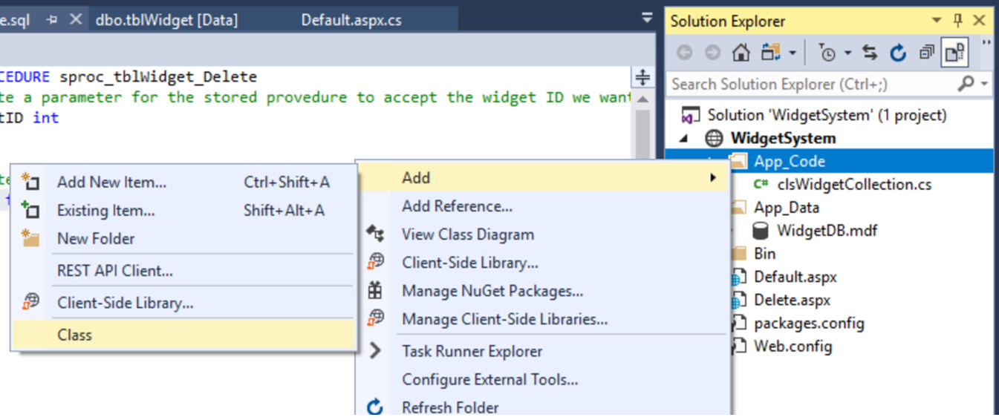 e.sql dbo.tblWidget [Data] Default.aspx.cs
CEDURE sproc_tblWidget_Delete
te a parameter for the stored provedure to accept the widget ID we want
tID int
Add New Item... Ctrl+Shift+A
Existing Item... Shift+Alt+A
New Folder
REST API Client...
Client-Side Library...
Class
Add
Add Reference...
View Class Diagram
Client-Side Library...
Manage NuGet Packages...
Manage Client-Side Libraries...
Task Runner Explorer
Configure External Tools...
Refresh Folder
Solution Explorer
Search Solution Explorer (Ctrl+;)
Solution 'WidgetSystem' (1 project)
WidgetSystem
App_Code
C# clsWidgetCollection.cs
App_Data
WidgetDB.mdf
Bin
Default.aspx
Delete.aspx
packages.config
Web.config